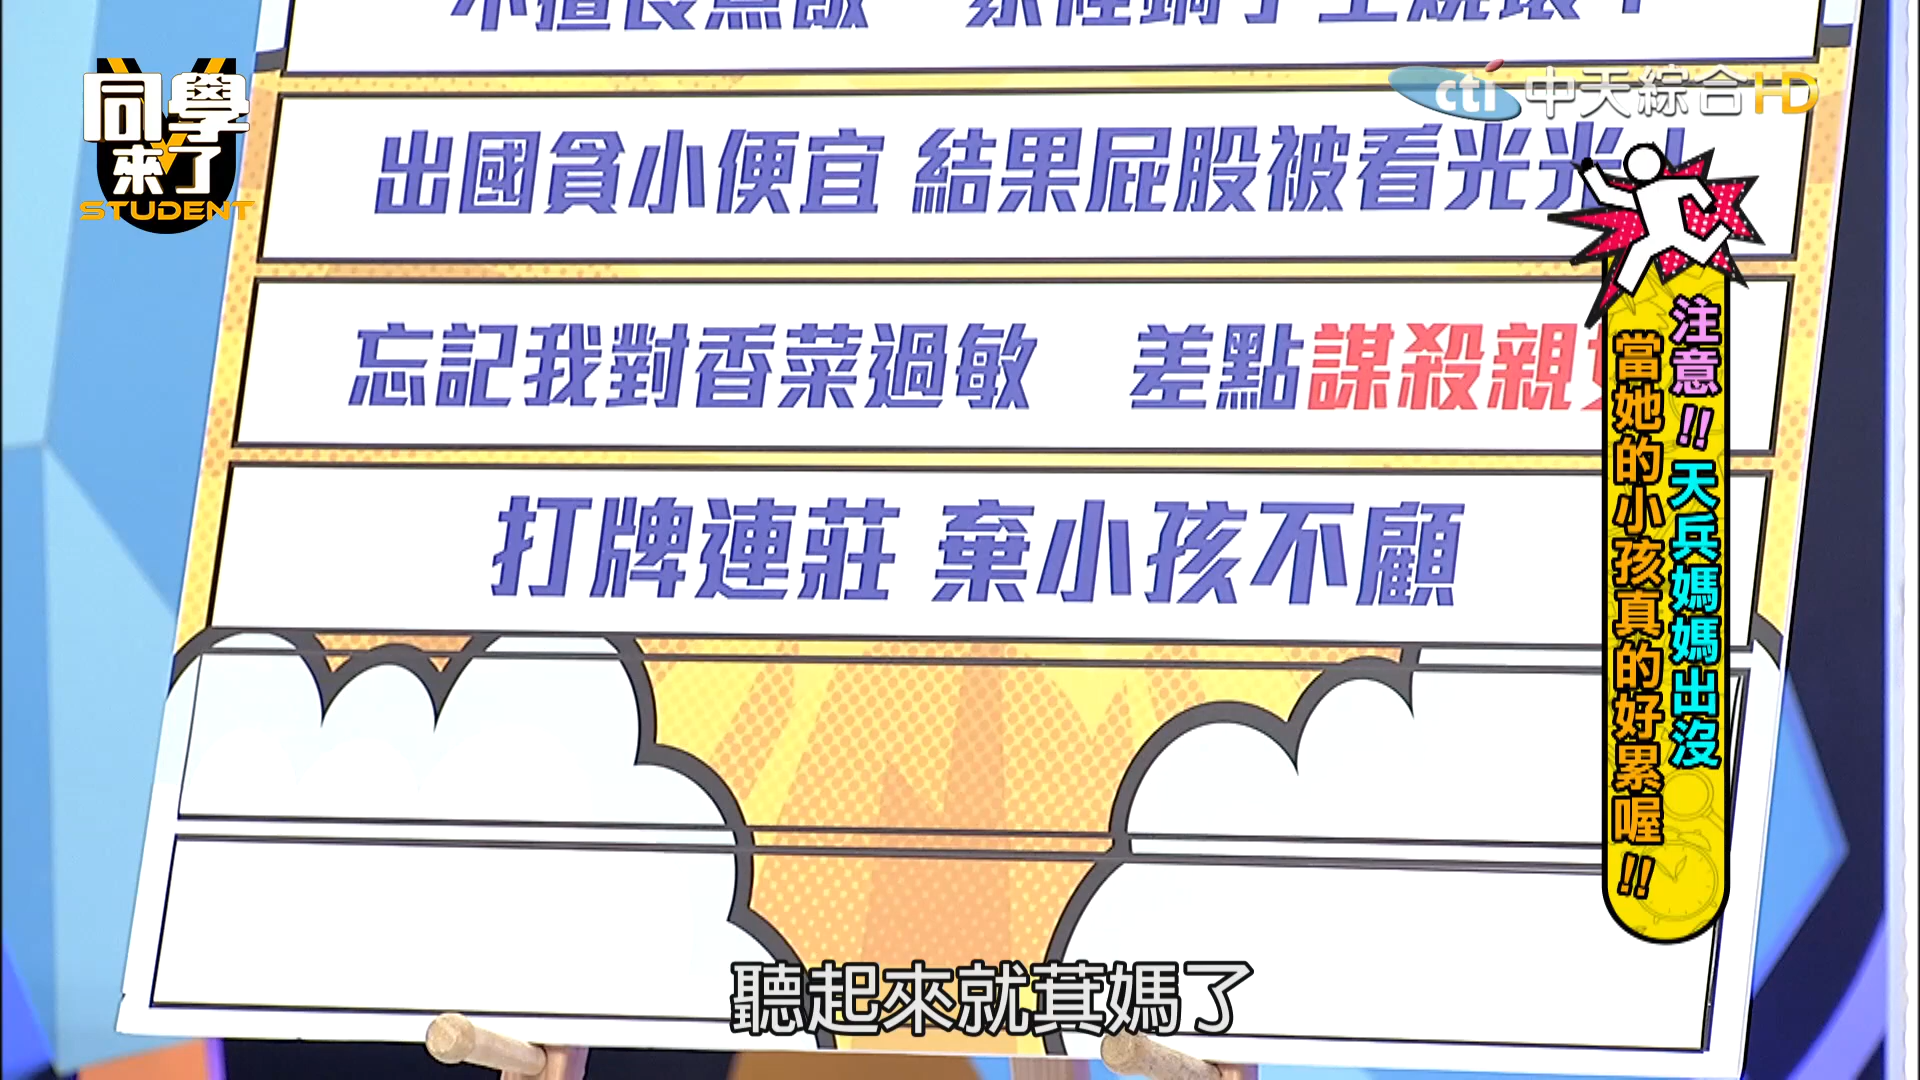 同學
來了
STUDENT
cti 中天綜合HD
出國貪小便宜 結果屁股被看光光
忘記我對香菜過敏 差點謀殺親
打牌連莊 棄小孩不顧
注意!!天兵媽媽出沒
當她的小孩真的好累喔!!
聽起來就萁媽了